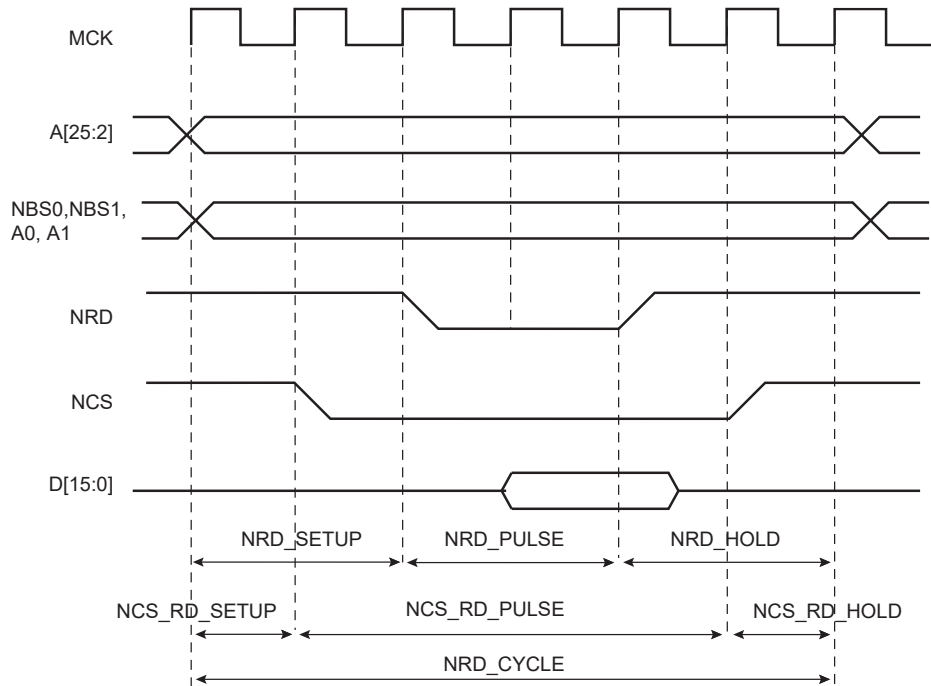 MCK
A[25:2]
NBS0,NBS1,
A0, A1
NRD
NCS
D[15:0]
NRD_SETUP NRD_PULSE NRD_HOLD
NCS_RD_SETUP NCS_RD_PULSE NCS_RD_HOLD
NRD_CYCLE